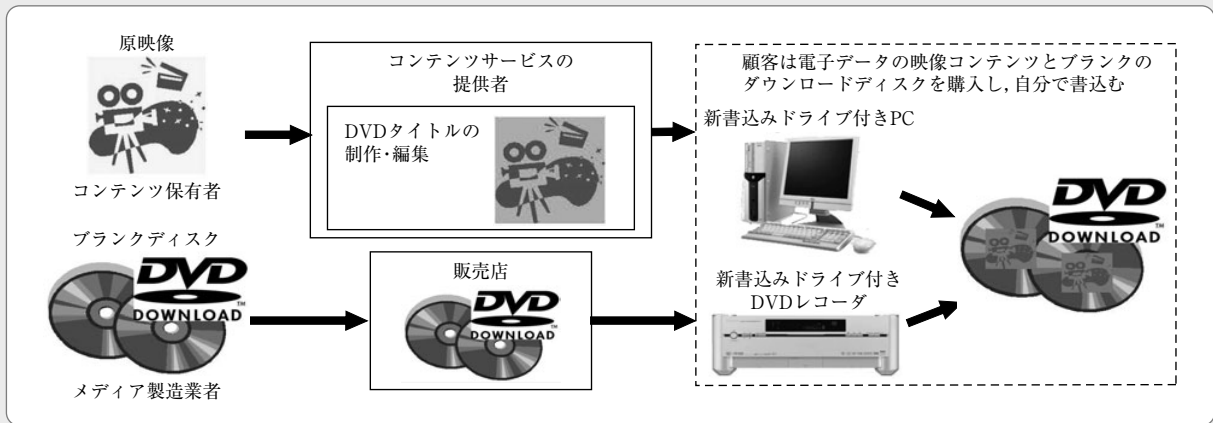 原映像
コンテンツ保有者
コンテンツサービスの
提供者
DVDタイトルの
制作・編集
顧客は電子データの映像コンテンツとブランクの
ダウンロードディスクを購入し,自分で書込む
新書込みドライブ付きPC
ブランクディスク
DVD
DOWNLOAD™
メディア製造業者
販売店
DVD
DOWNLOAD™
新書込みドライブ付き
DVDレコーダ
DVD
DOWNLOAD™